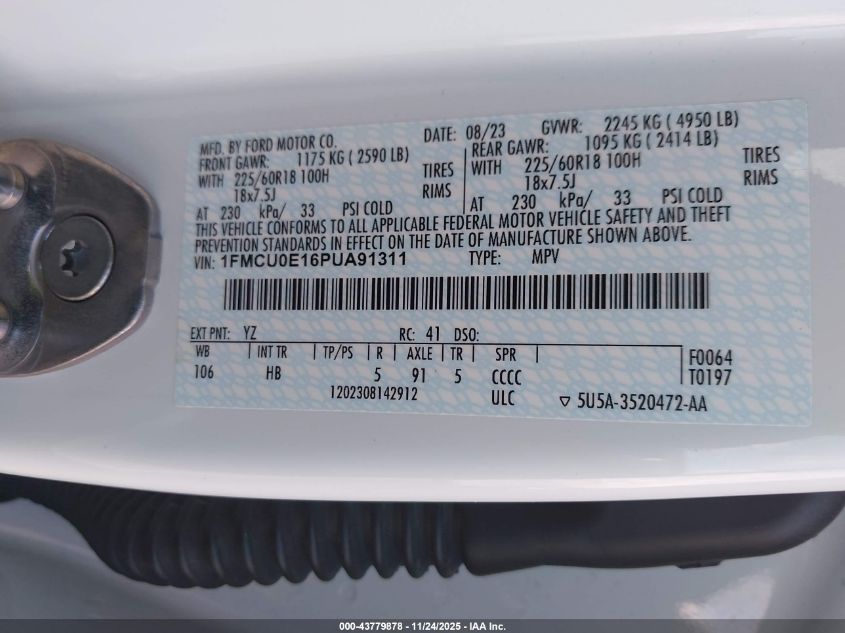 MFD. BY FORD MOTOR CO. DATE: 08/23 GVWR: 2245 KG ( 4950 LB)
FRONT GAWR: 1175 KG ( 2590 LB) REAR GAWR: 1095 KG ( 2414 LB)
WITH 225/60R18 100H TIRES WITH 225/60R18 100H TIRES
18x7.5J RIMS 18x7.5J RIMS
AT 230 kPa/ 33 PSI COLD AT 230 kPa/ 33 PSI COLD
THIS VEHICLE CONFORMS TO ALL APPLICABLE FEDERAL MOTOR VEHICLE SAFETY AND THEFT
PREVENTION STANDARDS IN EFFECT ON THE DATE OF MANUFACTURE SHOWN ABOVE.
VIN: 1FMCU0E16PUA91311 TYPE: MPV
EXT PNT: YZ RC: 41 DSO:
WB INT TR TP/PS R AXLE TR SPR F0064
106 HB 5 91 5 CCCC T0197
1202308142912 ULC ▽ 5U5A-3520472-AA
000-43779878 - 11/24/2025 - IAA Inc.